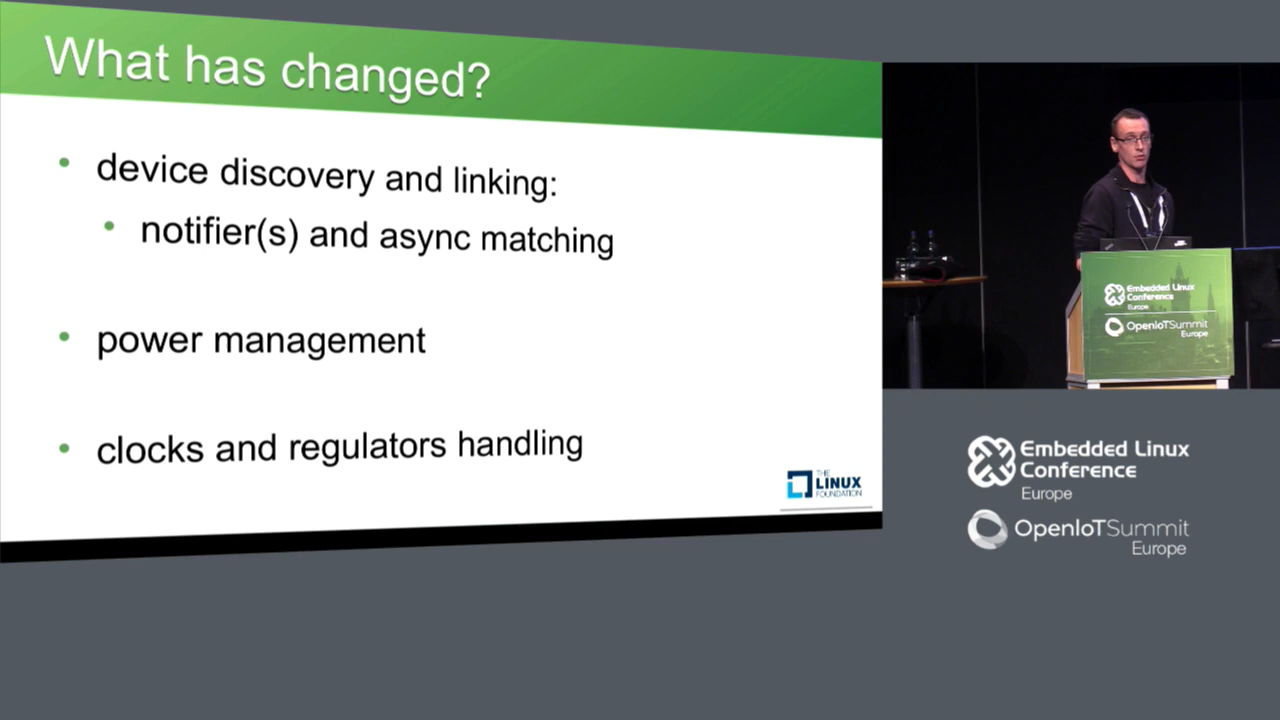 What has changed?
• device discovery and linking:
• notifier(s) and async matching
• power management
• clocks and regulators handling
THE
LINUX
FOUNDATION
Embedded Linux
Conference
Europe
OpenIoTSummit
Europe
Embedded Linux
Conference
Europe
OpenIoTSummit
Europe